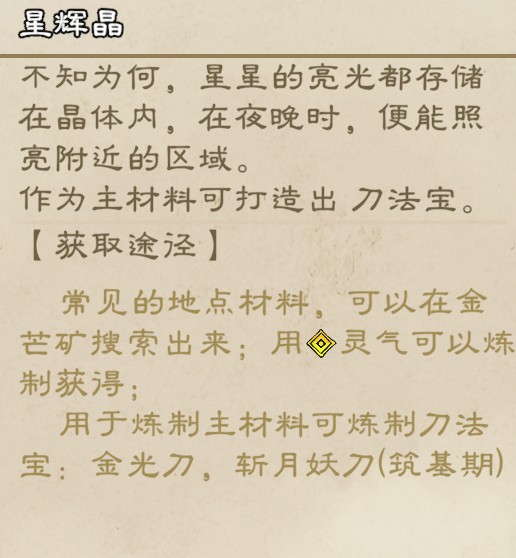 星辉晶
不知为何，星星的亮光都存储
在晶体内，在夜晚时，便能照
亮附近的区域。
作为主材料可打造出 刀法宝。
【获取途径】
常见的地点材料，可以在金
芒矿搜索出来；用灵气可以炼
制获得；
用于炼制主材料可炼制刀法
宝：金光刀，斩月妖刀(筑基期)